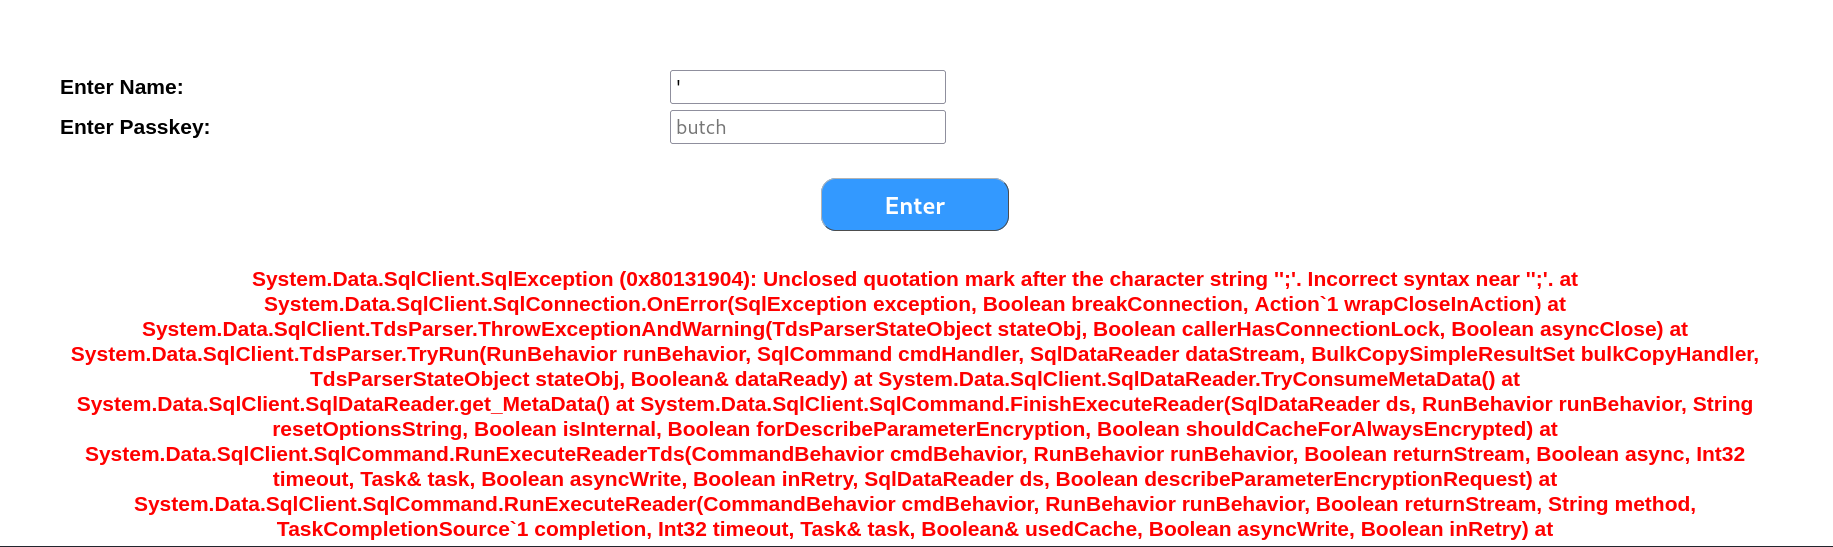 Enter Name:
'
Enter Passkey:
butch
Enter
System.Data.SqlClient.SqlException (0x80131904): Unclosed quotation mark after the character string '';'. Incorrect syntax near '';'. at
System.Data.SqlClient.SqlConnection.OnError(SqlException exception, Boolean breakConnection, Action`1 wrapCloseInAction) at
System.Data.SqlClient.TdsParser.ThrowExceptionAndWarning(TdsParserStateObject stateObj, Boolean callerHasConnectionLock, Boolean asyncClose) at
System.Data.SqlClient.TdsParser.TryRun(RunBehavior runBehavior, SqlCommand cmdHandler, SqlDataReader dataStream, BulkCopySimpleResultSet bulkCopyHandler,
TdsParserStateObject stateObj, Boolean& dataReady) at System.Data.SqlClient.SqlDataReader.TryConsumeMetaData() at
System.Data.SqlClient.SqlDataReader.get_MetaData() at System.Data.SqlClient.SqlCommand.FinishExecuteReader(SqlDataReader ds, RunBehavior runBehavior, String
resetOptionsString, Boolean isInternal, Boolean forDescribeParameterEncryption, Boolean shouldCacheForAlwaysEncrypted) at
System.Data.SqlClient.SqlCommand.RunExecuteReaderTds(CommandBehavior cmdBehavior, RunBehavior runBehavior, Boolean returnStream, Boolean async, Int32
timeout, Task& task, Boolean asyncWrite, Boolean inRetry, SqlDataReader ds, Boolean describeParameterEncryptionRequest) at
System.Data.SqlClient.SqlCommand.RunExecuteReader(CommandBehavior cmdBehavior, RunBehavior runBehavior, Boolean returnStream, String method,
TaskCompletionSource`1 completion, Int32 timeout, Task& task, Boolean& usedCache, Boolean asyncWrite, Boolean inRetry) at